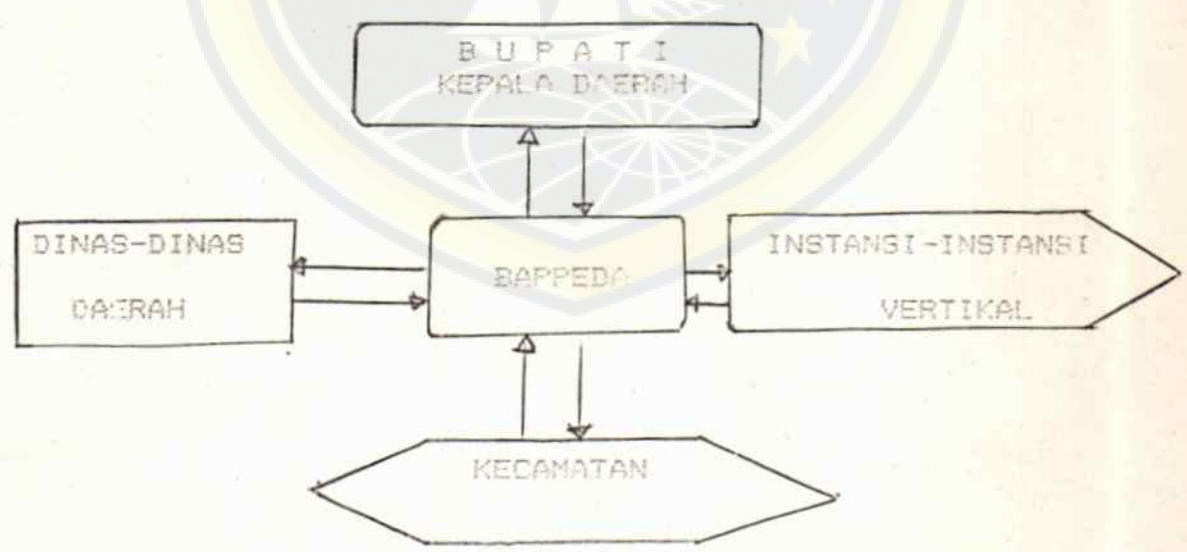 B U P A T I
KEPALA DAERAH
DINAS-DINAS
DAERAH
BAPPEDA
INSTANSI-INSTANSI
VERTIKAL
KECAMATAN